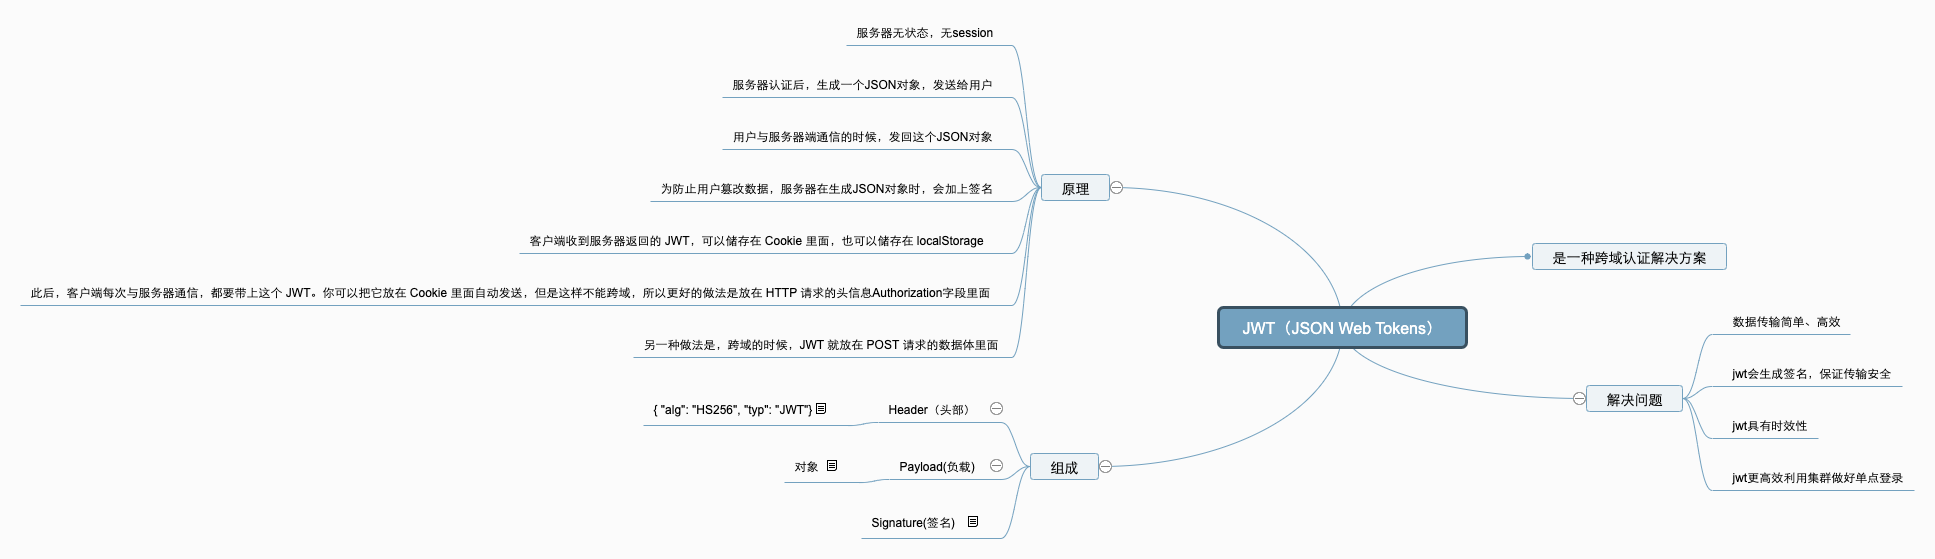 JWT（JSON Web Tokens）
是一种跨域认证解决方案
解决问题
数据传输简单、高效
jwt会生成签名，保证传输安全
jwt具有时效性
jwt更高效利用集群做好单点登录
原理
服务器无状态，无session
服务器认证后，生成一个JSON对象，发送给用户
用户与服务器端通信的时候，发回这个JSON对象
为防止用户篡改数据，服务器在生成JSON对象时，会加上签名
客户端收到服务器返回的 JWT，可以储存在 Cookie 里面，也可以储存在 localStorage
此后，客户端每次与服务器通信，都要带上这个 JWT。你可以把它放在 Cookie 里面自动发送，但是这样不能跨域，所以更好的做法是放在 HTTP 请求的头信息Authorization字段里面
另一种做法是，跨域的时候，JWT 就放在 POST 请求的数据体里面
组成
Header（头部）
{ "alg": "HS256", "typ": "JWT"}
Payload(负载)
对象
Signature(签名)